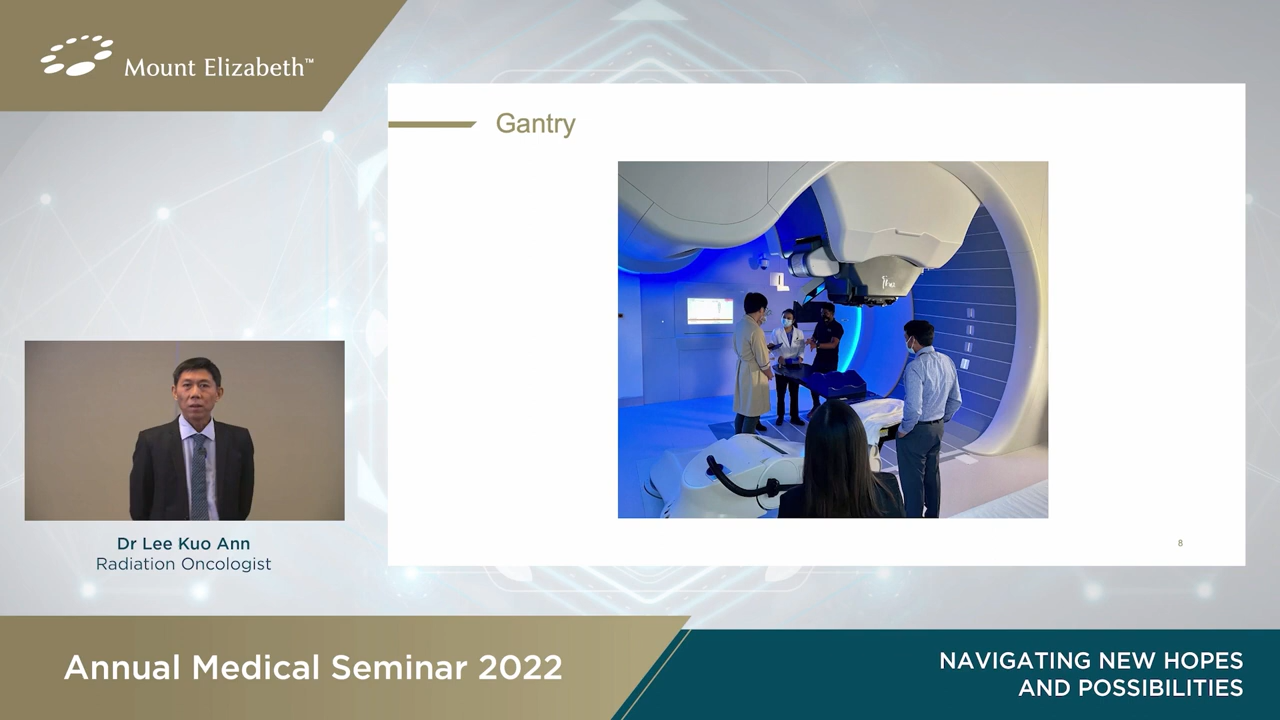 Mount Elizabeth™
Gantry
8
Dr Lee Kuo Ann
Radiation Oncologist
Annual Medical Seminar 2022
NAVIGATING NEW HOPES
AND POSSIBILITIES